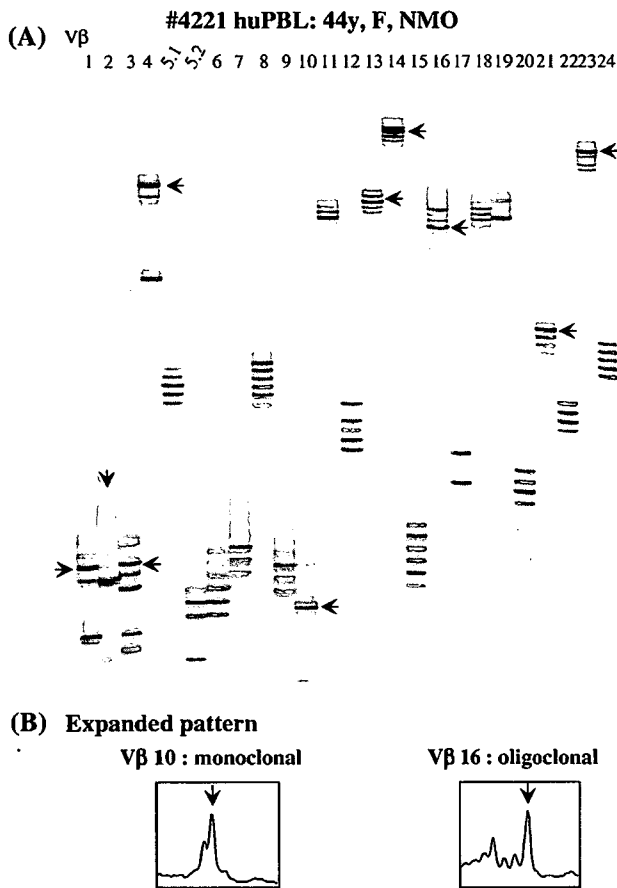 #4221 huPBL: 44y, F, NMO
(A) Vβ
1 2 3 4 5.1 5.2 6 7 8 9 10 11 12 13 14 15 16 17 18 19 20 21 22 23 24
(B) Expanded pattern
Vβ 10 : monoclonal Vβ 16 : oligoclonal